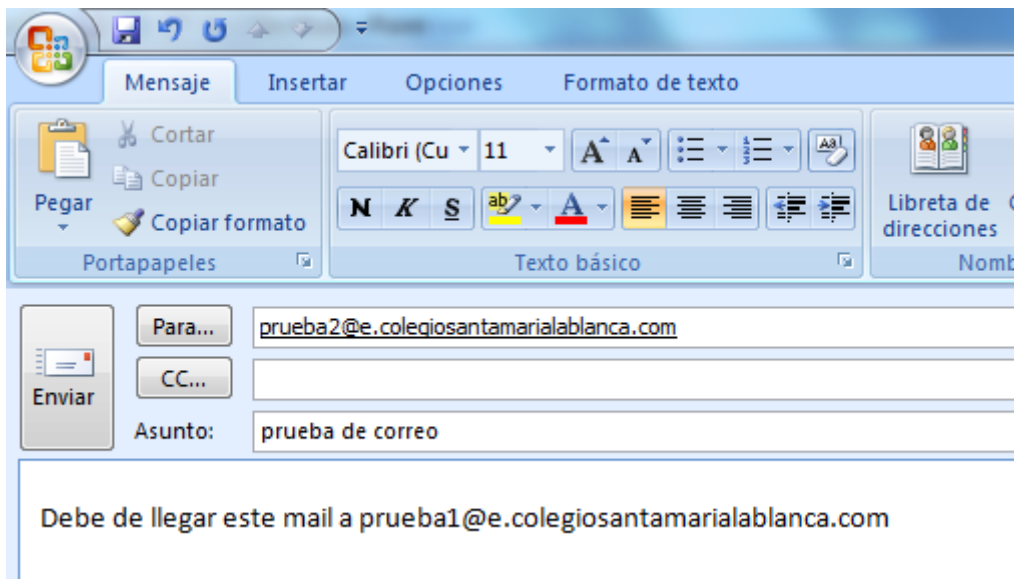 Mensaje Insertar Opciones Formato de texto
Cortar
Copiar
Pegar
Copiar formato
Portapapeles
Calibri (Cu 11
N K S
Texto básico
Libreta de
direcciones
Para...
prueba2@e.colegiosantamarialablanca.com
CC...
Enviar
Asunto: prueba de correo
Debe de llegar este mail a prueba1@e.colegiosantamarialablanca.com